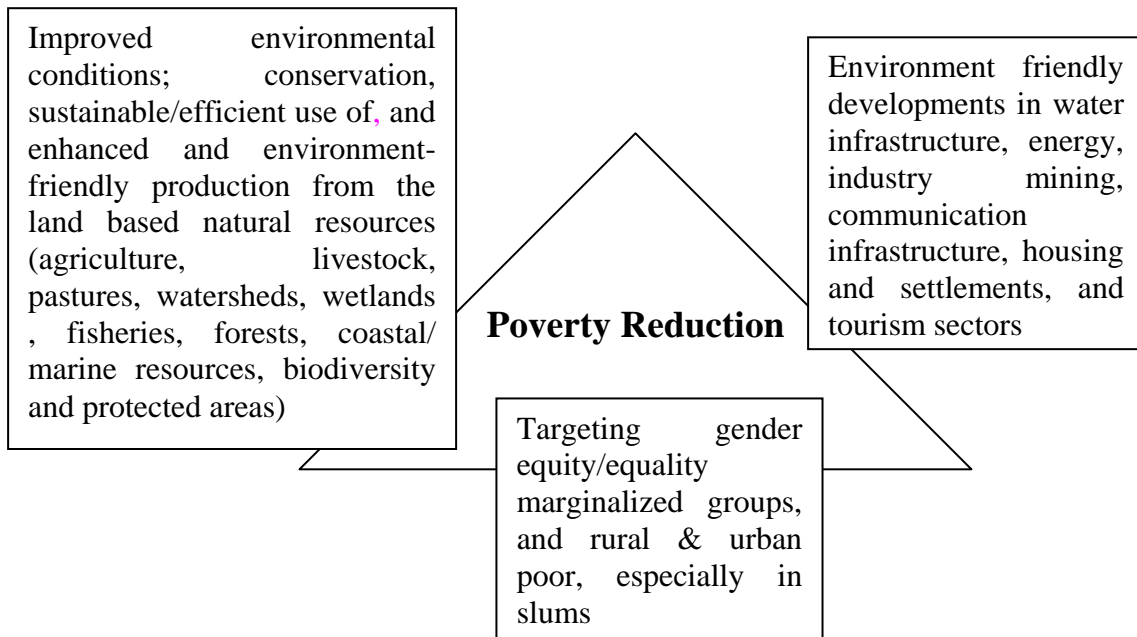 Improved environmental
conditions; conservation,
sustainable/efficient use of, and
enhanced and environment-
friendly production from the
land based natural resources
(agriculture, livestock,
pastures, watersheds, wetlands
, fisheries, forests, coastal/
marine resources, biodiversity
and protected areas)
Environment friendly
developments in water
infrastructure, energy,
industry mining,
communication
infrastructure, housing
and settlements, and
tourism sectors
Poverty Reduction
Targeting gender
equity/equality
marginalized groups,
and rural & urban
poor, especially in
slums